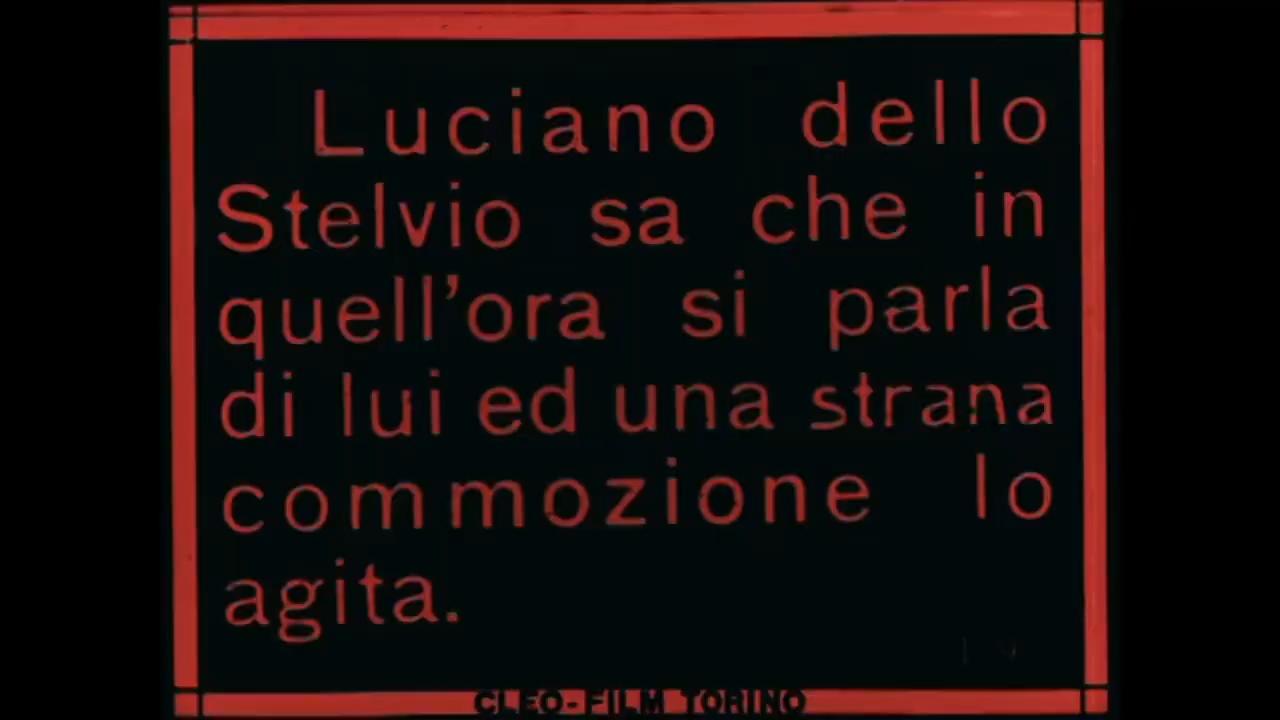 Luciano dello
Stelvio sa che in
quell'ora si parla
di lui ed una strana
commozione lo
agita.
CLEO-FILM TORINO